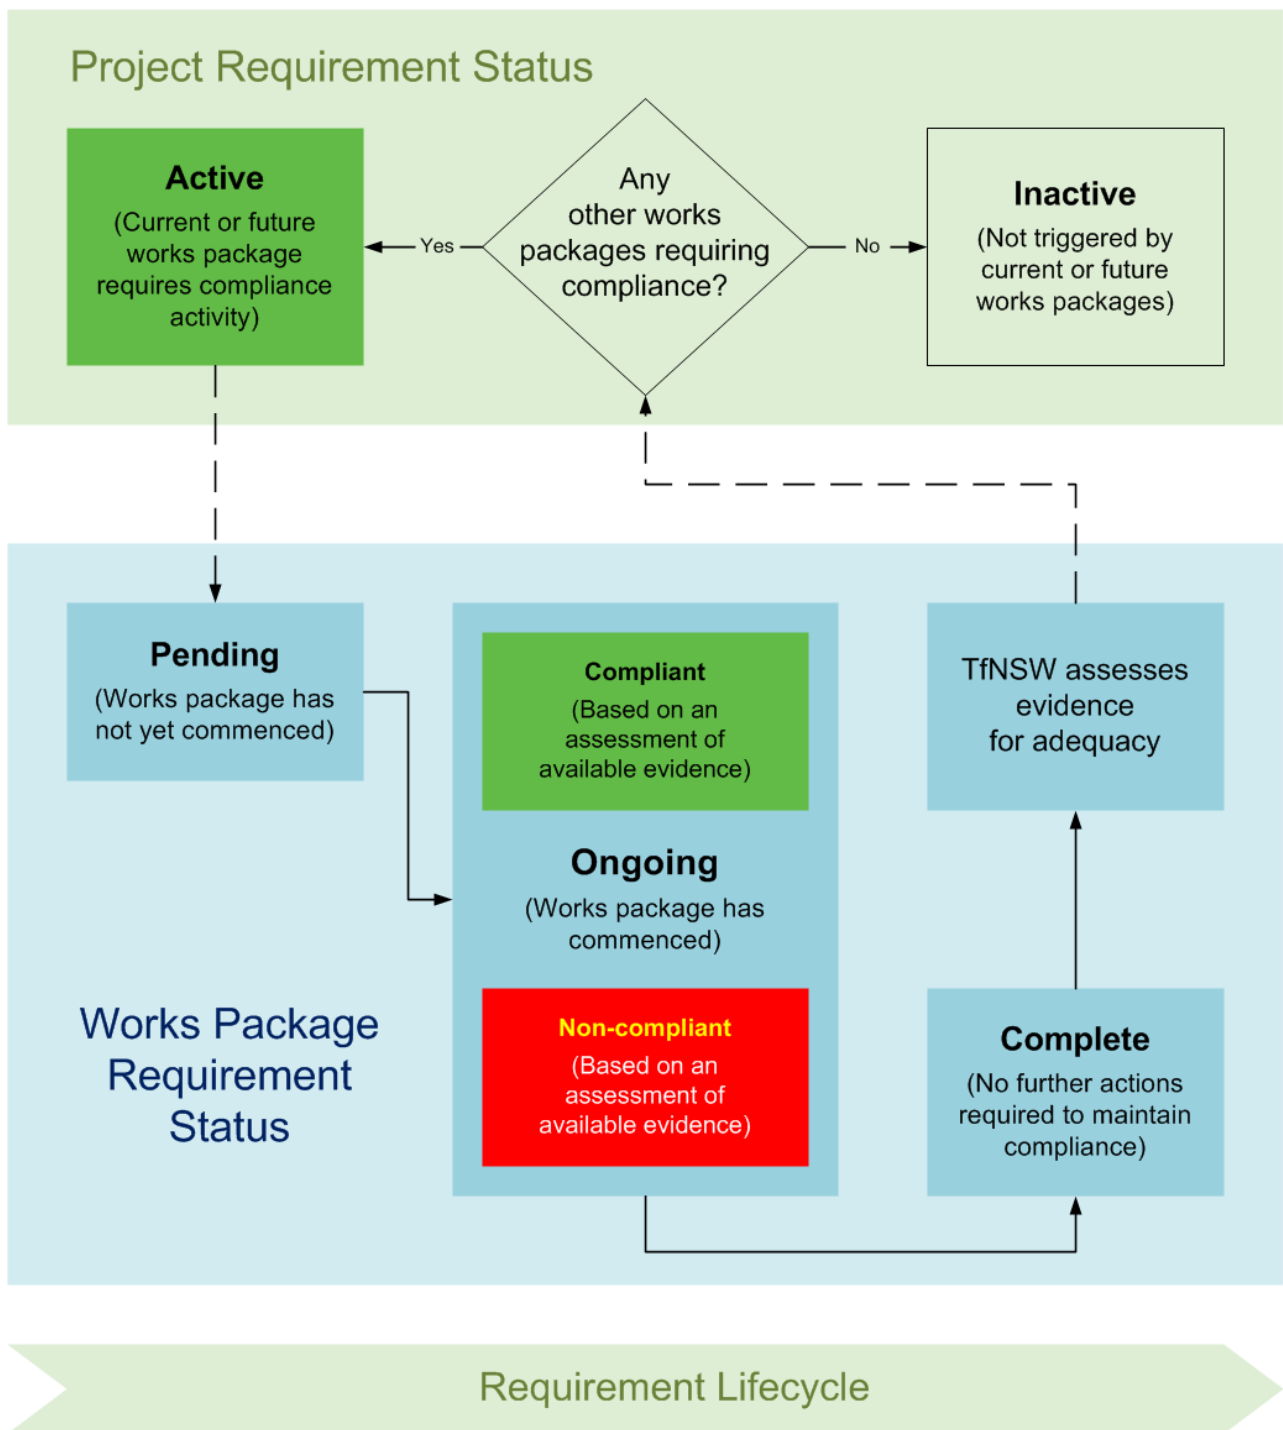 Project Requirement Status
Active
(Current or future
works package
requires compliance
activity)
Yes
Any
other works
packages requiring
compliance?
No
Inactive
(Not triggered by
current or future
works packages)
Pending
(Works package has
not yet commenced)
Compliant
(Based on an
assessment of
available evidence)
Ongoing
(Works package has
commenced)
Non-compliant
(Based on an
assessment of
available evidence)
TfNSW assesses
evidence
for adequacy
Complete
(No further actions
required to maintain
compliance)
Works Package
Requirement
Status
Requirement Lifecycle